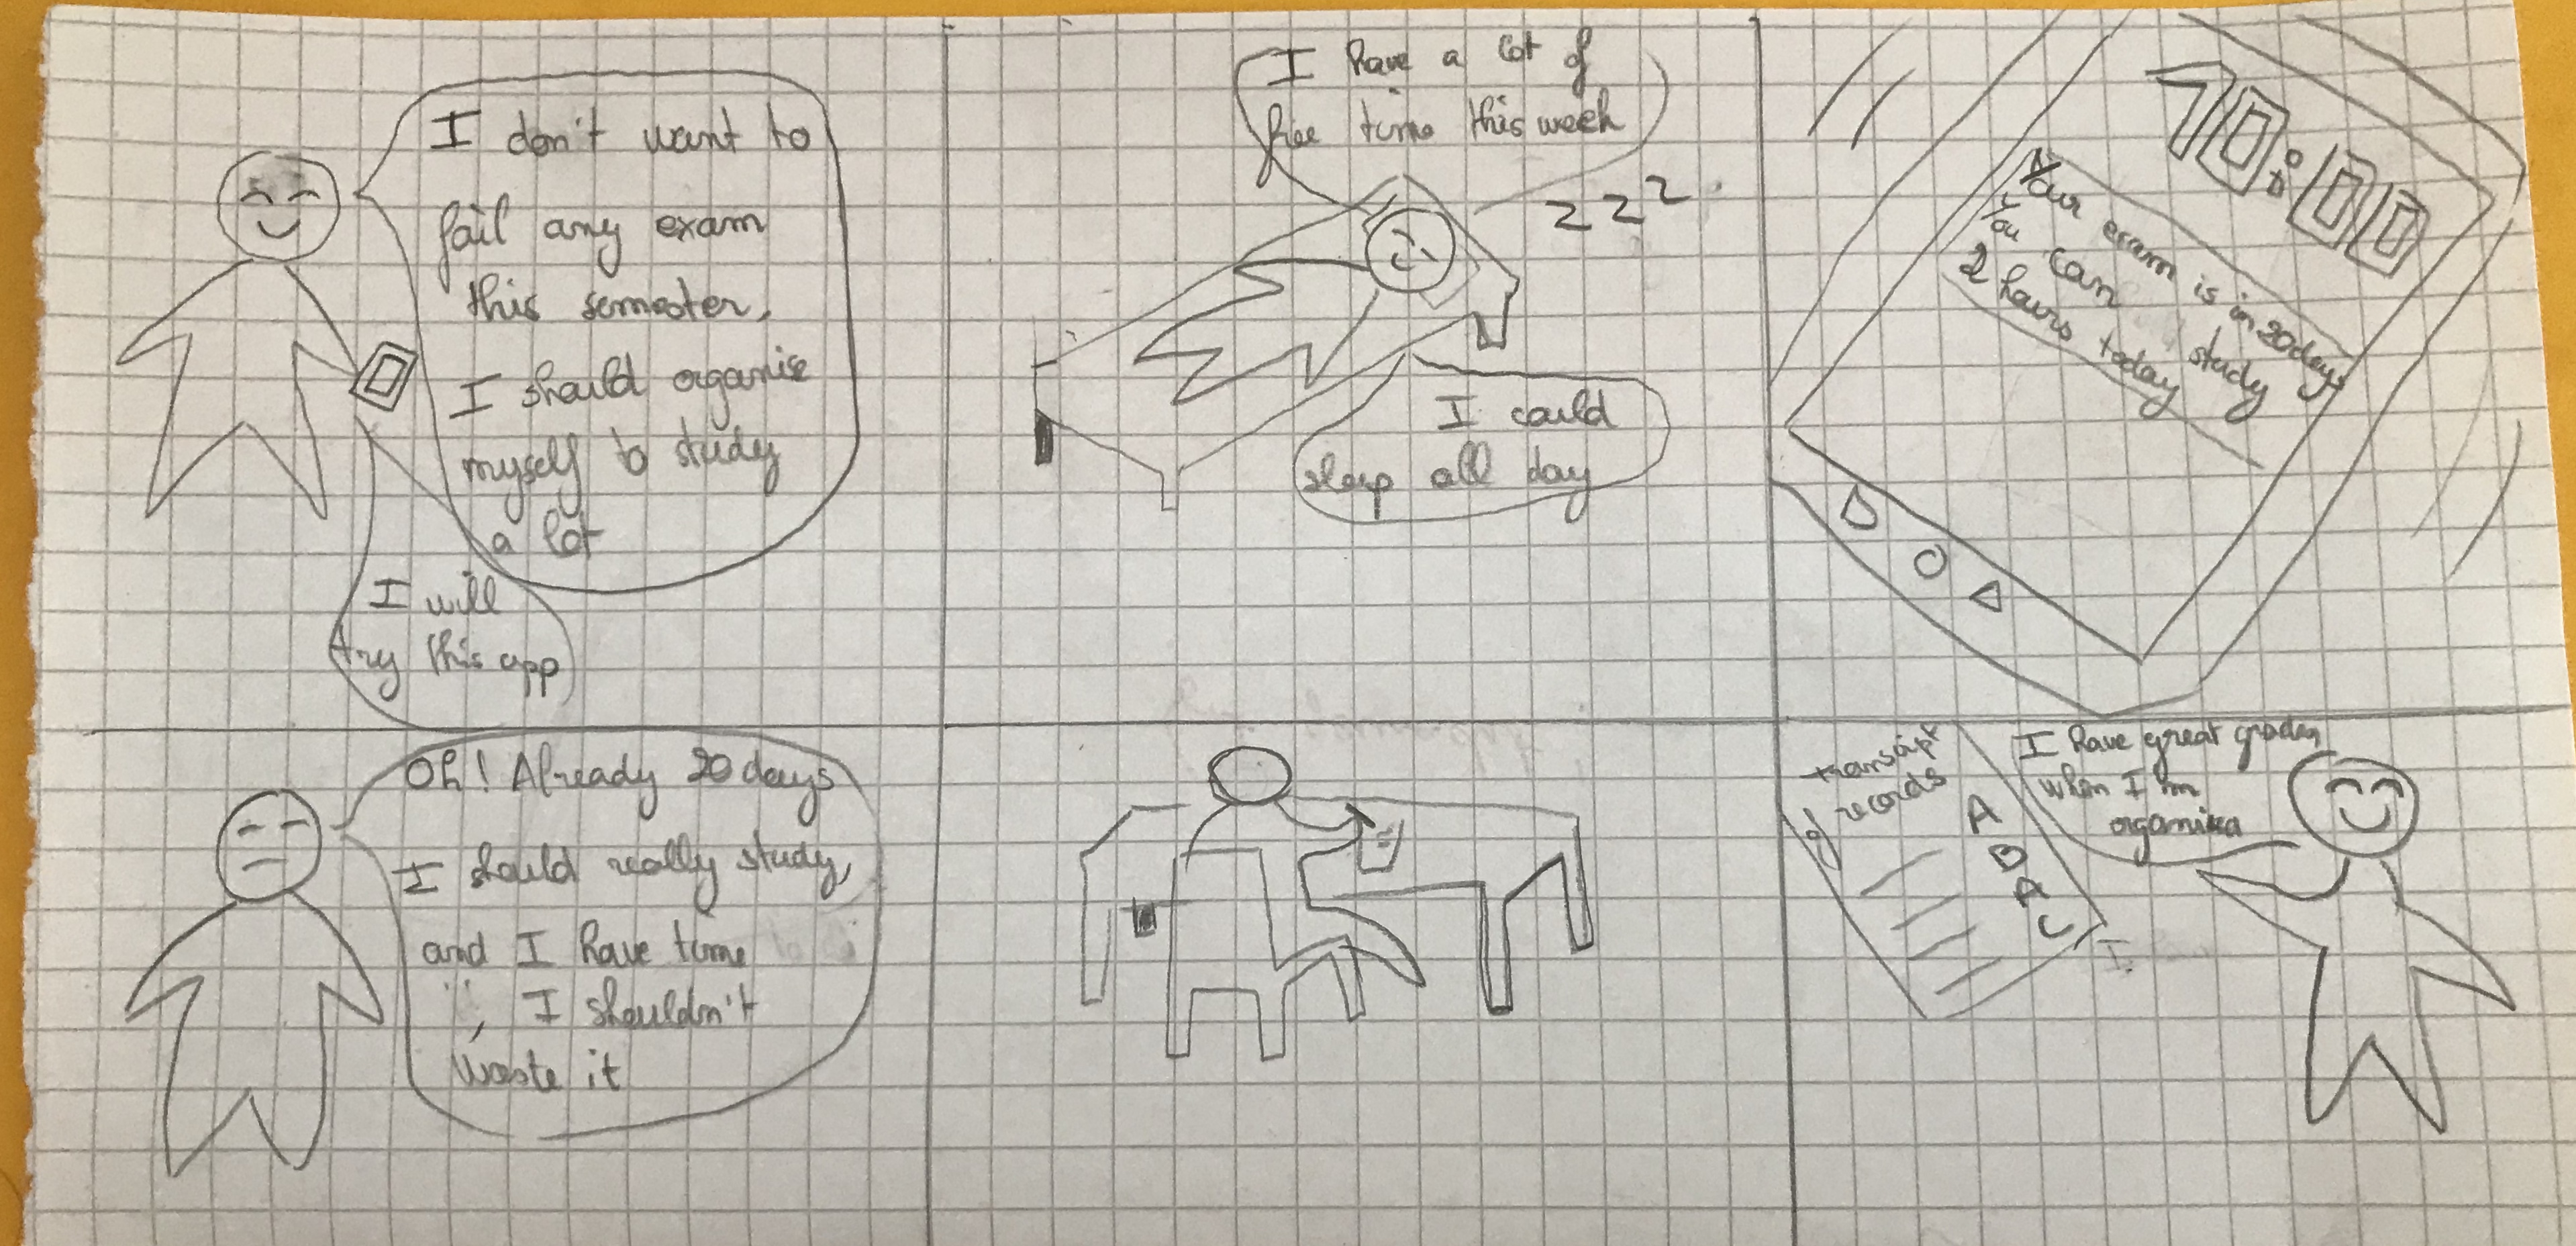 I don't want to
fail any exam
this semester,
I should organise
myself to study
a lot
I will
try this app
I have a lot of
free time this week
z z z
I could
sleep all day
10:00
Your exam is in 20 days
You can study
2 hours today
Oh! Already 20 days
I should really study,
and I have time
, I shouldn't
waste it
transcript
of records
A
B
A
C
I have great grades
when I'm